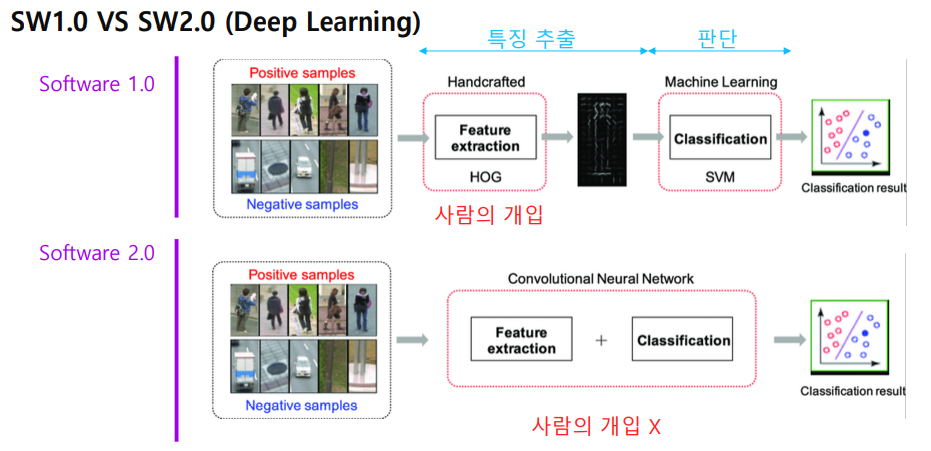 SW1.0 VS SW2.0 (Deep Learning)
특징 추출
판단
Software 1.0
Positive samples
Negative samples
Handcrafted
Feature
extraction
HOG
사람의 개입
Machine Learning
Classification
SVM
Classification result
Software 2.0
Positive samples
Negative samples
Convolutional Neural Network
Feature
extraction
+
Classification
사람의 개입 X
Classification result